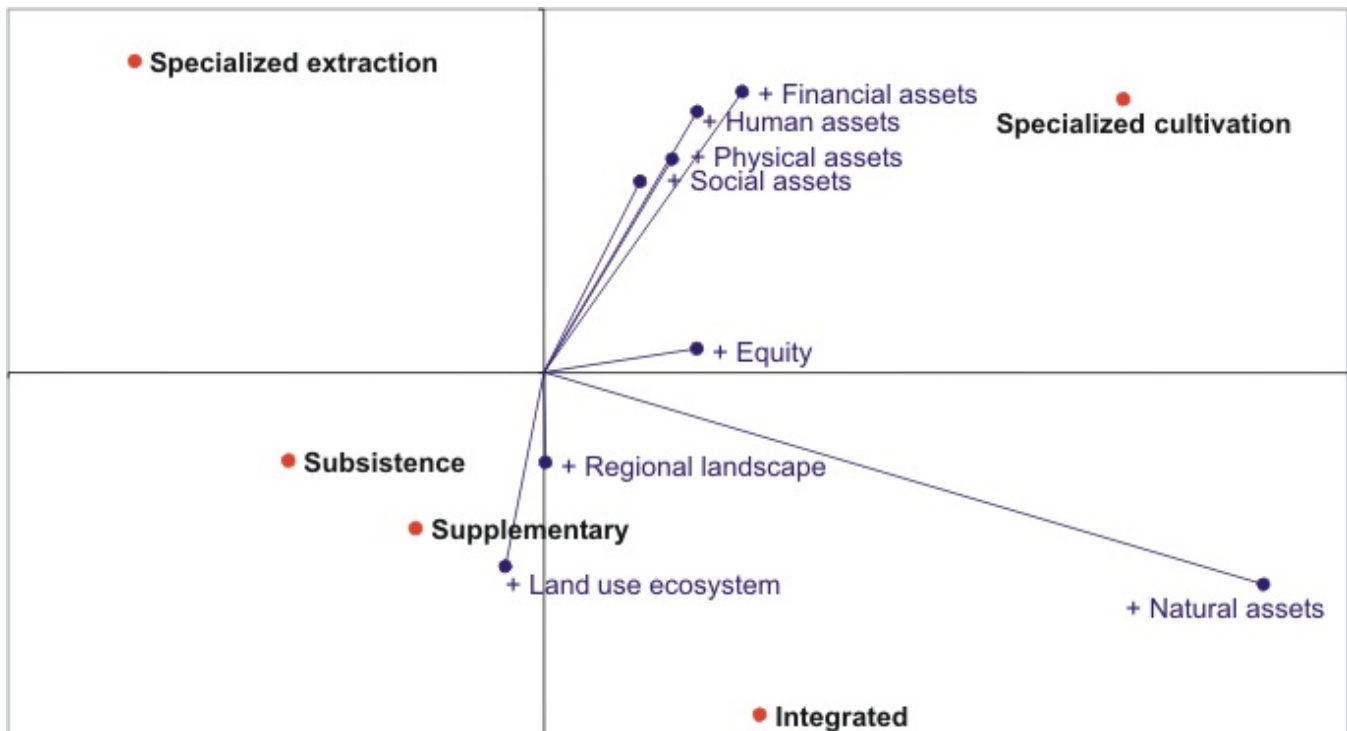 Specialized extraction
+ Financial assets
Specialized cultivation
+ Human assets
+ Physical assets
+ Social assets
+ Equity
Subsistence
+ Regional landscape
Supplementary
+ Land use ecosystem
+ Natural assets
Integrated